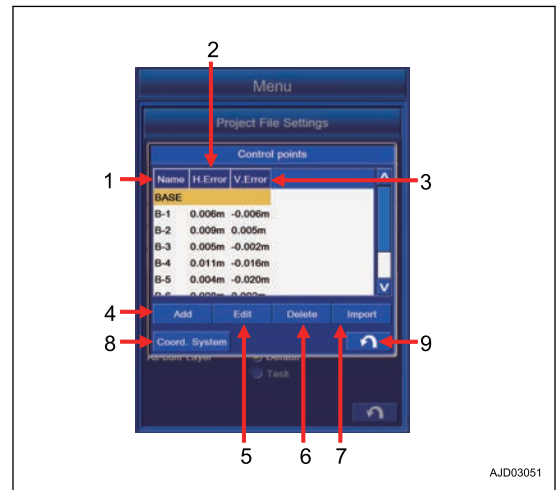 2
Menu
Project File Settings
Control points
1 Name H.Error V.Error 3
BASE
B-1 0.006m -0.006m
B-2 0.009m 0.005m
B-3 0.005m -0.002m
B-4 0.011m -0.016m
B-5 0.004m -0.020m
4 Add Edit Delete Import
8 Coord. System 9
Default
Task
5 6 7
AJD03051